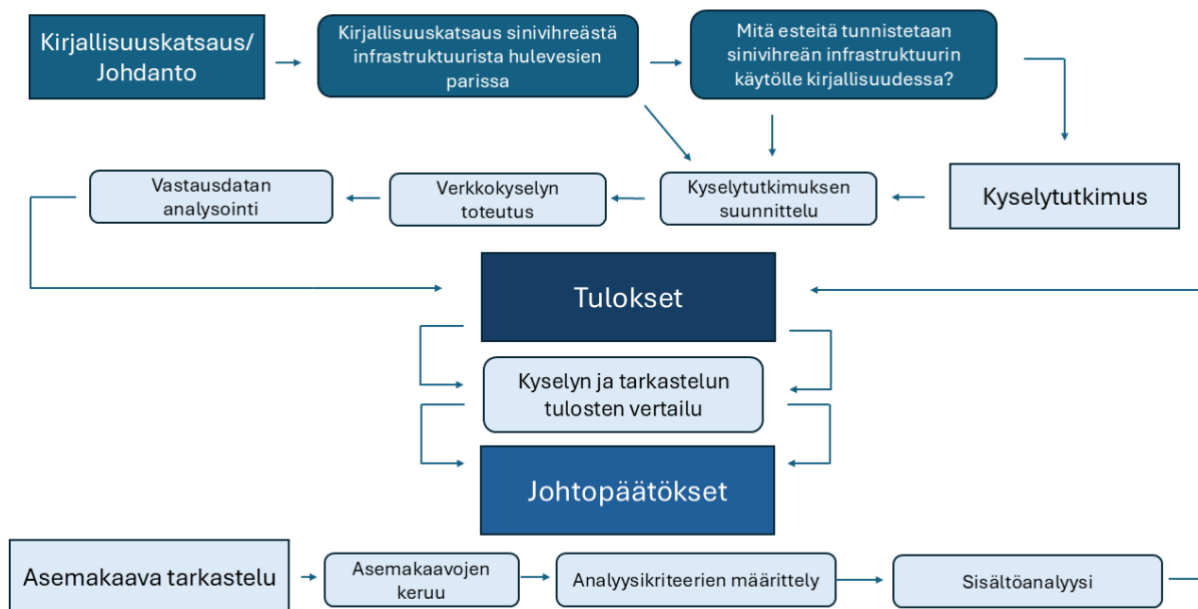 Kirjallisuuskatsaus/
Johdanto
Kirjallisuuskatsaus sinivihreästä
infrastruktuurista hulevesien
parissa
Mitä esteitä tunnistetaan
sinivihreän infrastruktuurin
käytölle kirjallisuudessa?
Vastausdatan
analysointi
Verkkokyselyn
toteutus
Kyselytutkimuksen
suunnittelu
Kyselytutkimus
Tulokset
Kyselyn ja tarkastelun
tulosten vertailu
Johtopäätökset
Asemakaava tarkastelu
Asemakaavojen
keruu
Analyysikriteerien määrittely
Sisältöanalyysi